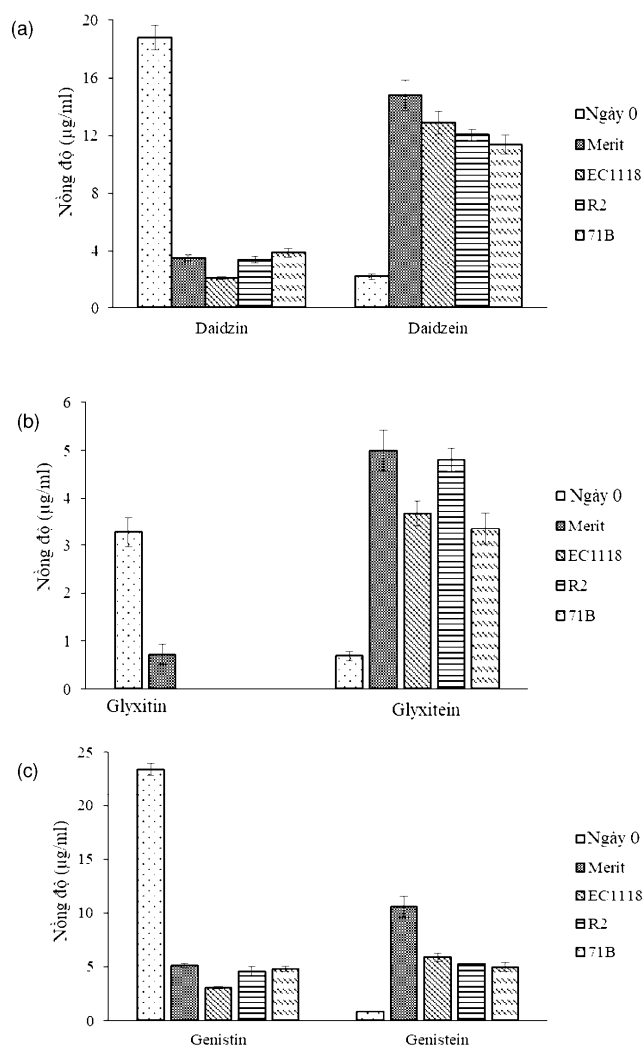 (a)
Nồng độ (µg/ml)
20
16
12
8
4
0
Daidzin
Daidzein
Ngày 0
Merit
EC1118
R2
71B
(b)
Nồng độ (µg/ml)
6
5
4
3
2
1
0
Glyxitin
Glyxitein
Ngày 0
Merit
EC1118
R2
71B
(c)
Nồng độ (µg/ml)
25
20
15
10
5
0
Genistin
Genistein
Ngày 0
Merit
EC1118
R2
71B